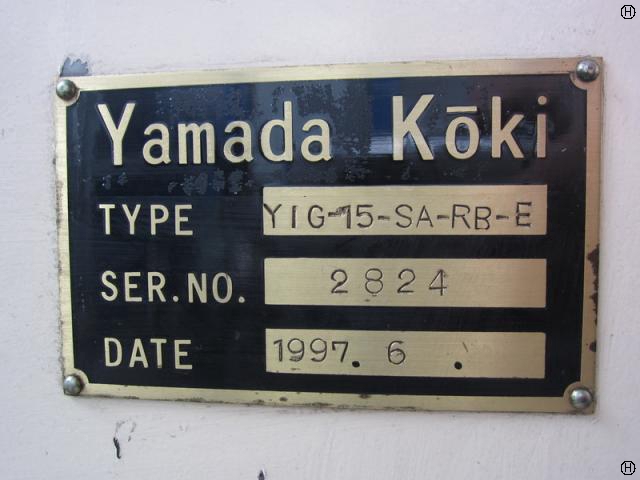 Yamada Kōki
TYPE YIG-15-SA-RB-E
SER.NO. 2824
DATE 1997. 6 .
H
H